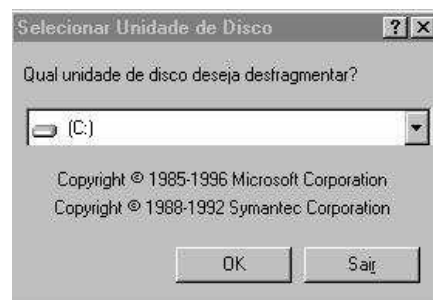 Selecionar Unidade de Disco
Qual unidade de disco deseja desfragmentar?
(C:)
Copyright © 1985-1996 Microsoft Corporation
Copyright © 1988-1992 Symantec Corporation
OK Sair